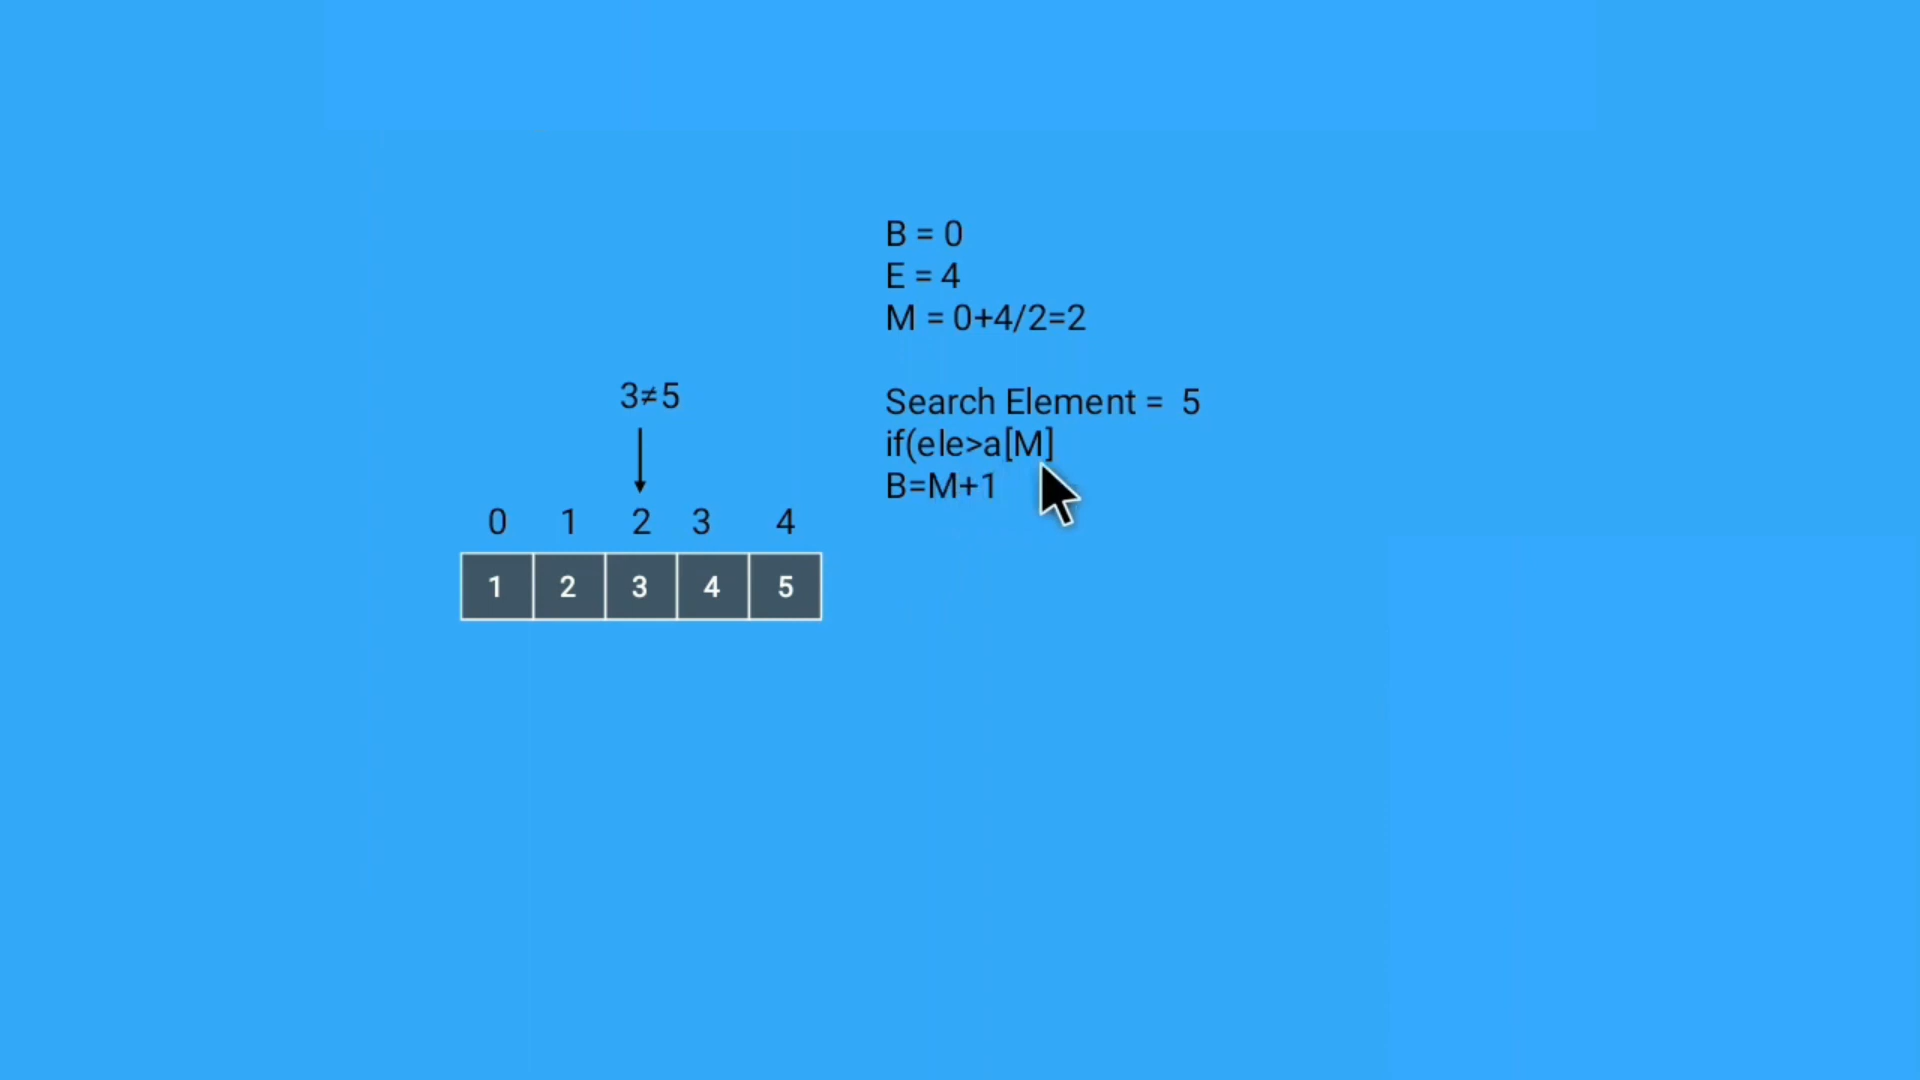 B = 0
E = 4
M = 0+4/2=2
3≠5
Search Element = 5
if(ele>a[M]
B=M+1
0 1 2 3 4
1 2 3 4 5